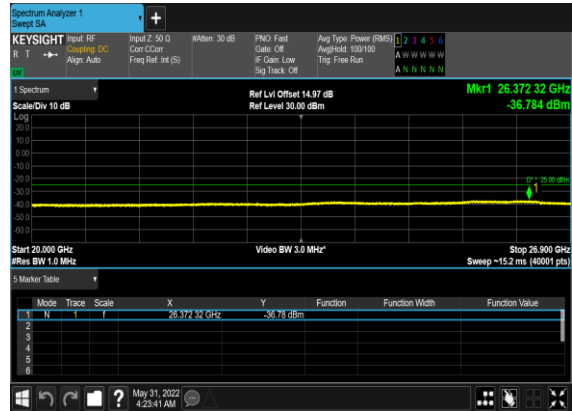 Spectrum Analyzer 1
Swept SA
+
KEYSIGHT Input: RF Input Z: 50 Ω #Atten: 30 dB PNO: Fast Avg Type: Power (RMS) 1 2 3 4 5 6
R T Coupling: DC Corr CCorr Gate: Off Avg|Hold: 100/100 A W W W W W
Align: Auto Freq Ref: Int (S) IF Gain: Low Trig: Free Run
Sig Track: Off A N N N N N
1 Spectrum Ref Lvl Offset 14.97 dB Mkr1 26.372 32 GHz
Scale/Div 10 dB Ref Level 30.00 dBm -36.784 dBm
Log
20.0
10.0
0.00
-10.0
-20.0
-30.0
-40.0
-50.0
-60.0
1
Start 20.000 GHz Video BW 3.0 MHz* Stop 26.900 GHz
#Res BW 1.0 MHz Sweep ~15.2 ms (40001 pts)
5 Marker Table
Mode Trace Scale X Y Function Function Width Function Value
1 N 1 f 26.372 32 GHz -36.78 dBm
2
3
4
5
6
? May 31, 2022
4:23:41 AM